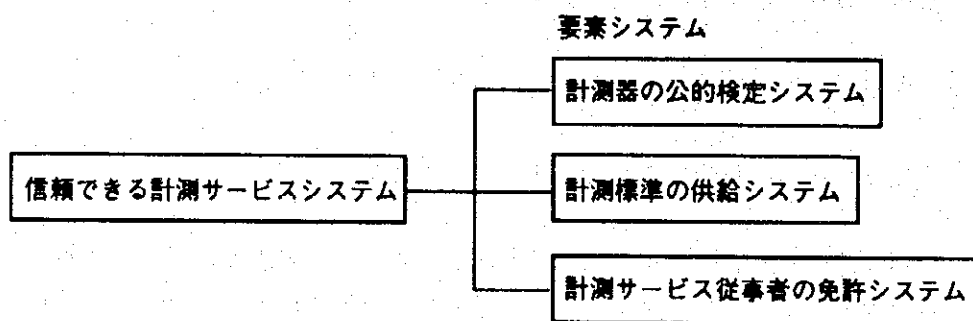 要素システム
計測器の公的検定システム
信頼できる計測サービスシステム
計測標準の供給システム
計測サービス従事者の免許システム